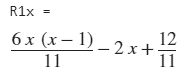 R1x =
6 x (x − 1)/11 − 2 x + 12/11